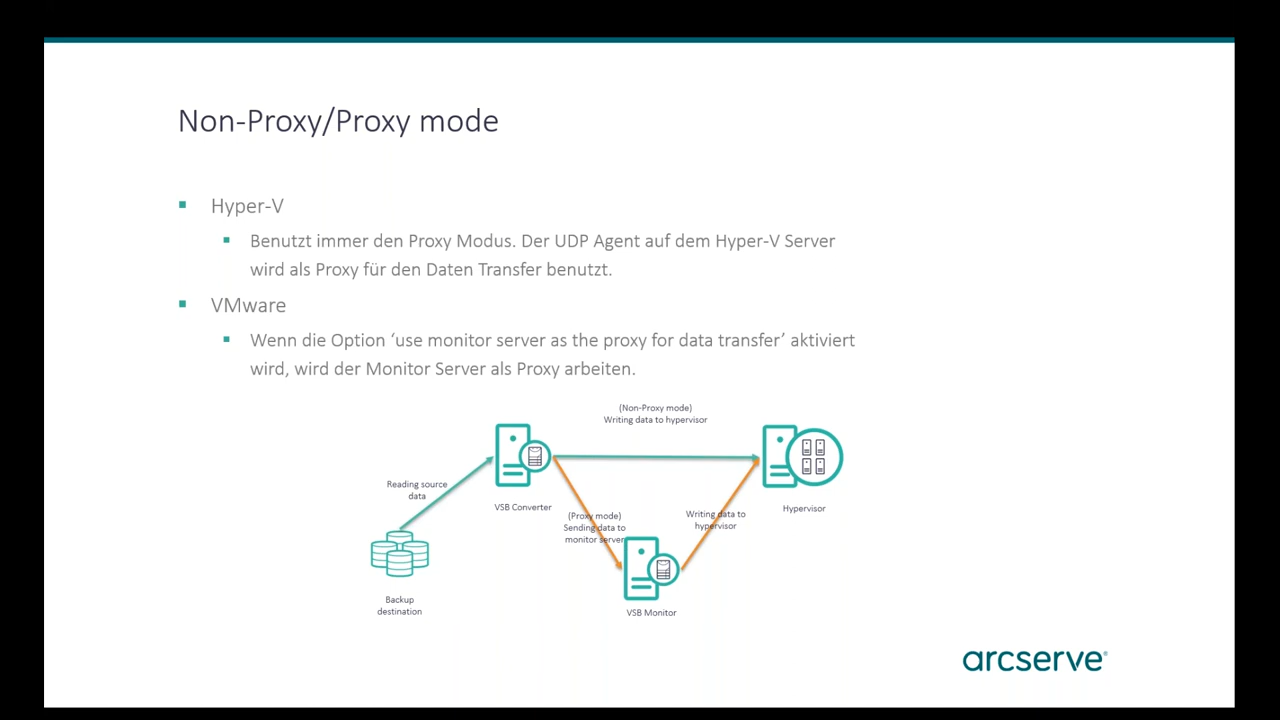 Non-Proxy/Proxy mode
Hyper-V
Benutzt immer den Proxy Modus. Der UDP Agent auf dem Hyper-V Server
wird als Proxy für den Daten Transfer benutzt.
VMware
Wenn die Option ‘use monitor server as the proxy for data transfer’ aktiviert
wird, wird der Monitor Server als Proxy arbeiten.
(Non-Proxy mode)
Writing data to hypervisor
Reading source
data
VSB Converter
Hypervisor
(Proxy mode)
Sending data to
monitor server
Writing data to
hypervisor
Backup
destination
VSB Monitor
arcserve®